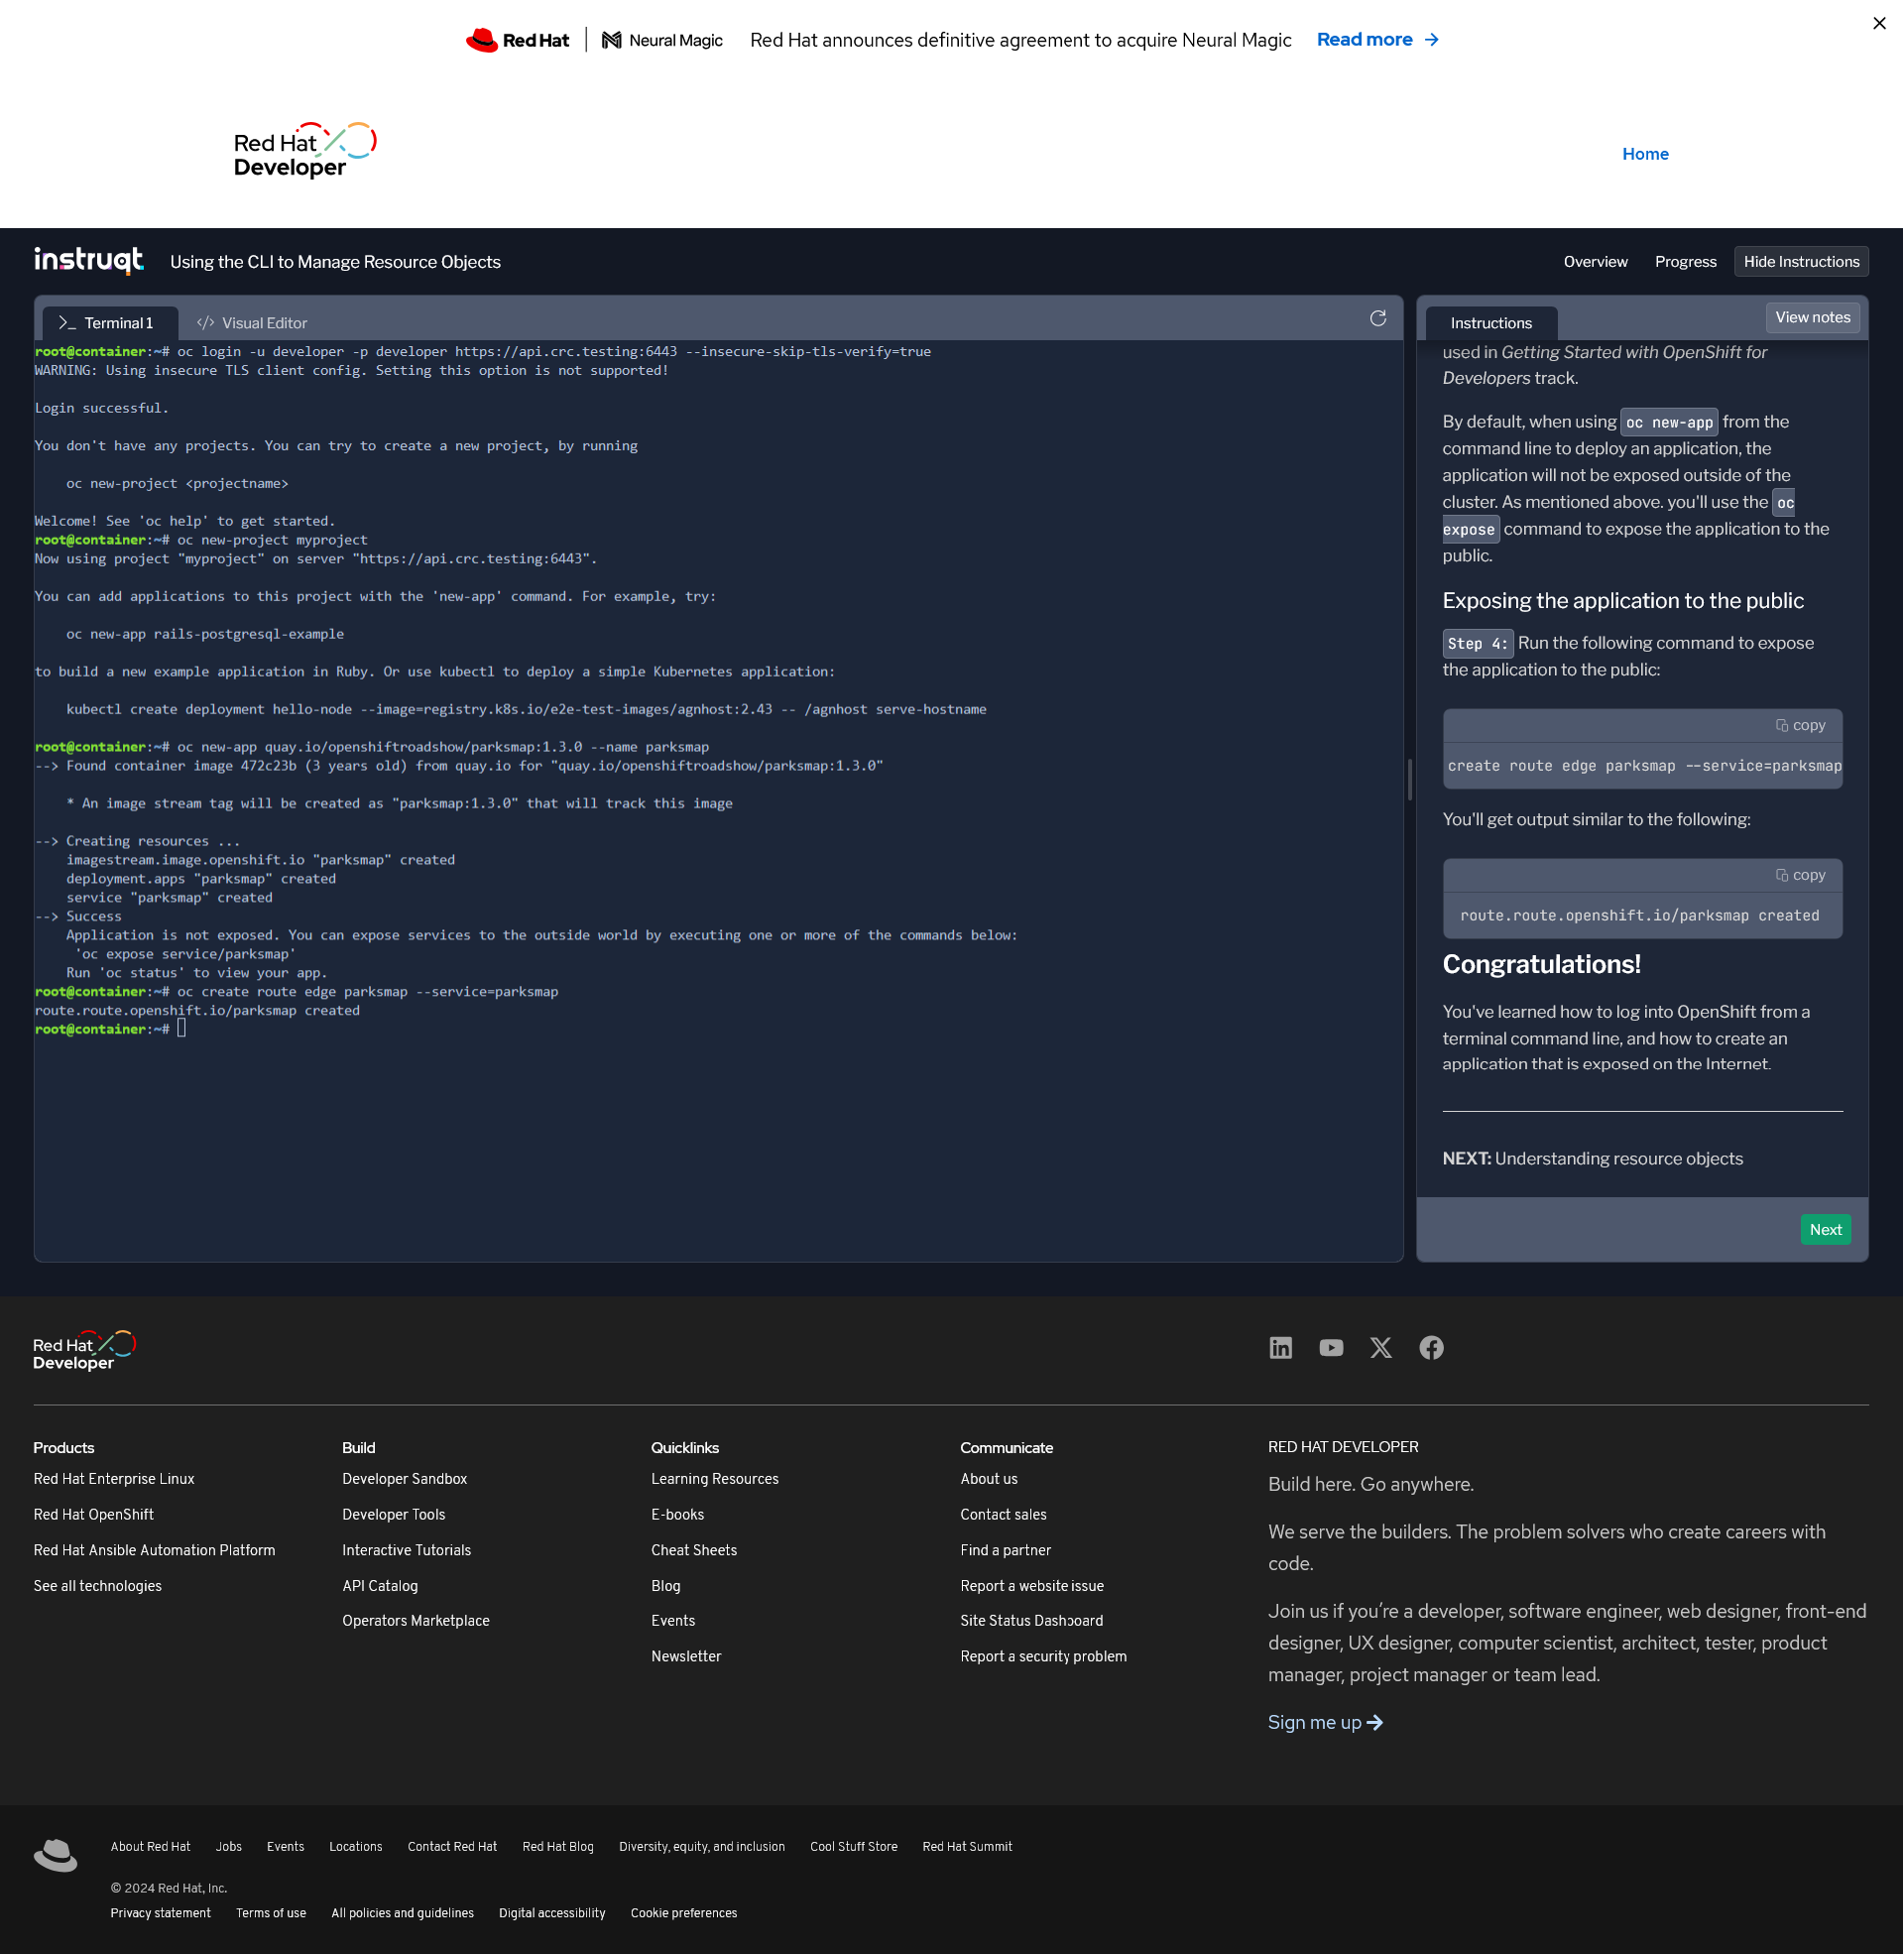 Red Hat | Neural Magic Red Hat announces definitive agreement to acquire Neural Magic Read more
Red Hat
Developer
Home
instruqt Using the CLI to Manage Resource Objects
Overview Progress Hide Instructions
Terminal 1 Visual Editor
root@container:~# oc login -u developer -p developer https://api.crc.testing:6443 --insecure-skip-tls-verify=true
WARNING: Using insecure TLS client config. Setting this option is not supported!
Login successful.
You don't have any projects. You can try to create a new project, by running
oc new-project <projectname>
Welcome! See 'oc help' to get started.
root@container:~# oc new-project myproject
Now using project "myproject" on server "https://api.crc.testing:6443".
You can add applications to this project with the 'new-app' command. For example, try:
oc new-app rails-postgresql-example
to build a new example application in Ruby. Or use kubectl to deploy a simple Kubernetes application:
kubectl create deployment hello-node --image=registry.k8s.io/e2e-test-images/agnhost:2.43 -- /agnhost serve-hostname
root@container:~# oc new-app quay.io/openshiftroadshow/parksmap:1.3.0 --name parksmap
--> Found container image 472c23b (3 years old) from quay.io for "quay.io/openshiftroadshow/parksmap:1.3.0"
* An image stream tag will be created as "parksmap:1.3.0" that will track this image
--> Creating resources ...
imagestream.image.openshift.io "parksmap" created
deployment.apps "parksmap" created
service "parksmap" created
--> Success
Application is not exposed. You can expose services to the outside world by executing one or more of the commands below:
'oc expose service/parksmap'
Run 'oc status' to view your app.
root@container:~# oc create route edge parksmap --service=parksmap
route.route.openshift.io/parksmap created
root@container:~#
Instructions View notes
used in Getting Started with OpenShift for
Developers track.
By default, when using oc new-app from the
command line to deploy an application, the
application will not be exposed outside of the
cluster. As mentioned above. you'll use the oc
expose command to expose the application to the
public.
Exposing the application to the public
Step 4: Run the following command to expose
the application to the public:
copy
create route edge parksmap --service=parksmap
You'll get output similar to the following:
copy
route.route.openshift.io/parksmap created
Congratulations!
You've learned how to log into OpenShift from a
terminal command line, and how to create an
application that is exposed on the Internet.
NEXT: Understanding resource objects
Next
Red Hat
Developer
Products
Red Hat Enterprise Linux
Red Hat OpenShift
Red Hat Ansible Automation Platform
See all technologies
Build
Developer Sandbox
Developer Tools
Interactive Tutorials
API Catalog
Operators Marketplace
Quicklinks
Learning Resources
E-books
Cheat Sheets
Blog
Events
Newsletter
Communicate
About us
Contact sales
Find a partner
Report a website issue
Site Status Dashboard
Report a security problem
RED HAT DEVELOPER
Build here. Go anywhere.
We serve the builders. The problem solvers who create careers with
code.
Join us if you’re a developer, software engineer, web designer, front-end
designer, UX designer, computer scientist, architect, tester, product
manager, project manager or team lead.
Sign me up
About Red Hat Jobs Events Locations Contact Red Hat Red Hat Blog Diversity, equity, and inclusion Cool Stuff Store Red Hat Summit
© 2024 Red Hat, Inc.
Privacy statement Terms of use All policies and guidelines Digital accessibility Cookie preferences